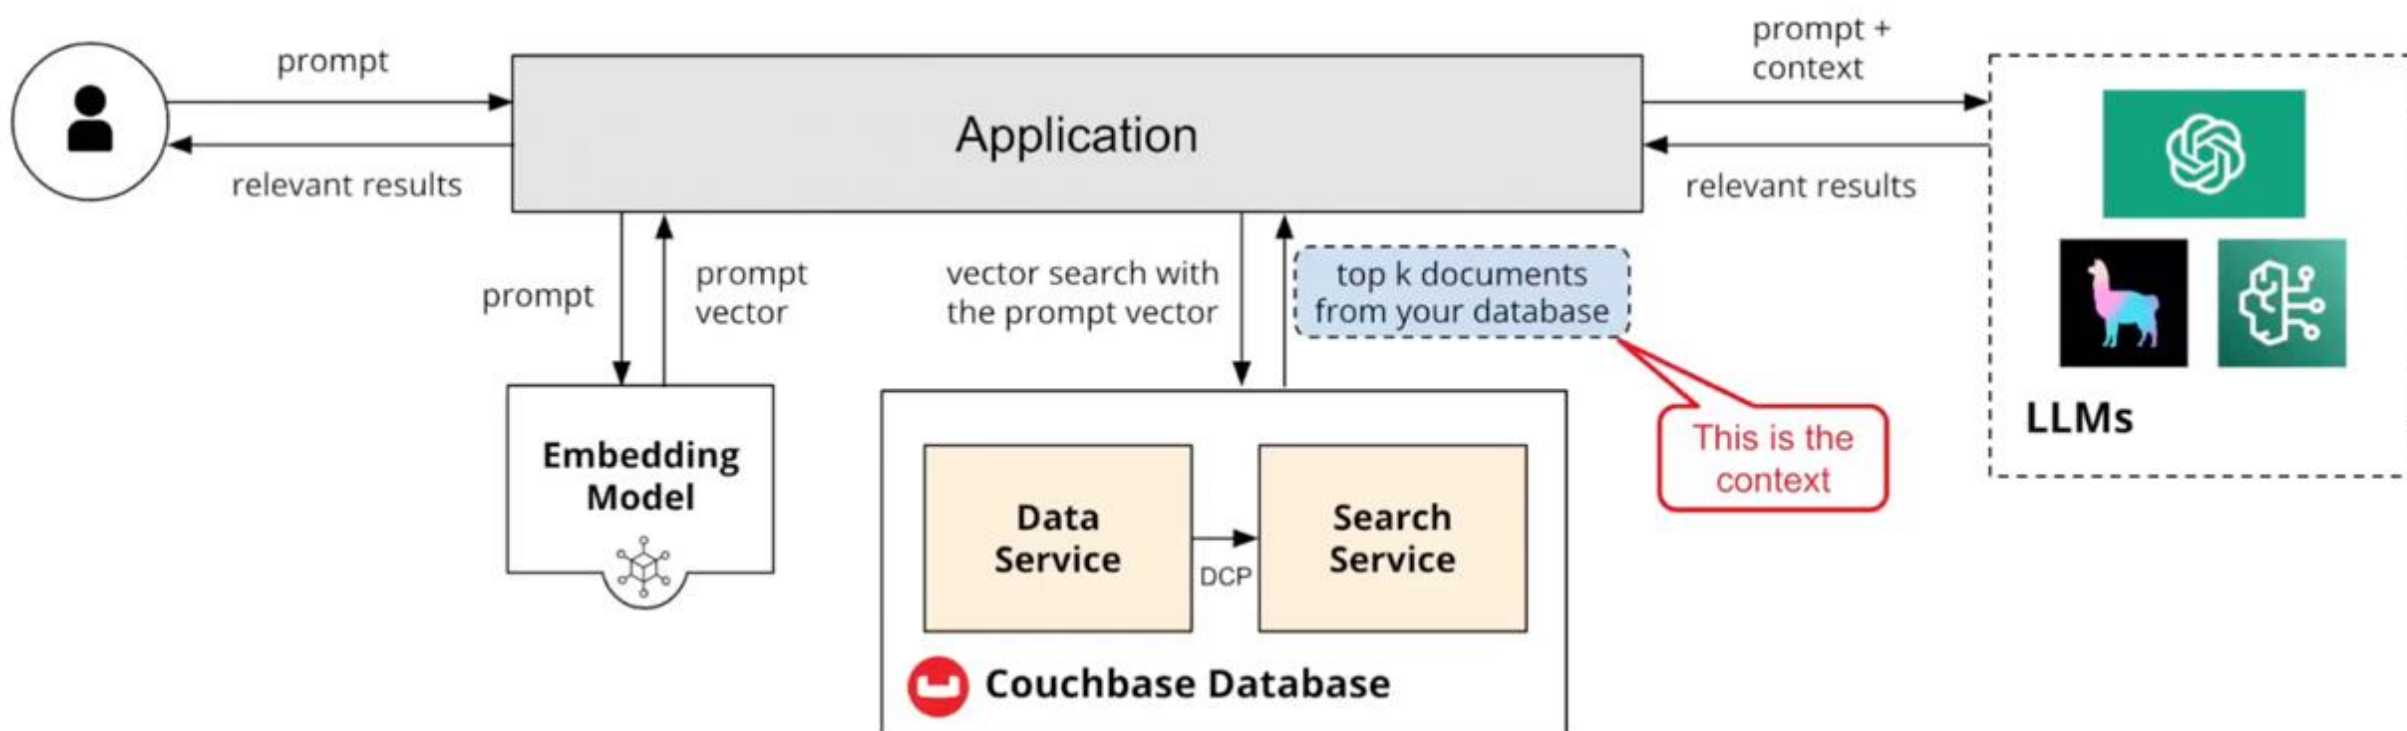 prompt
relevant results
Application
prompt +
context
relevant results
prompt
prompt
vector
vector search with
the prompt vector
top k documents
from your database
This is the
context
LLMs
Embedding
Model
Data
Service
DCP
Search
Service
Couchbase Database